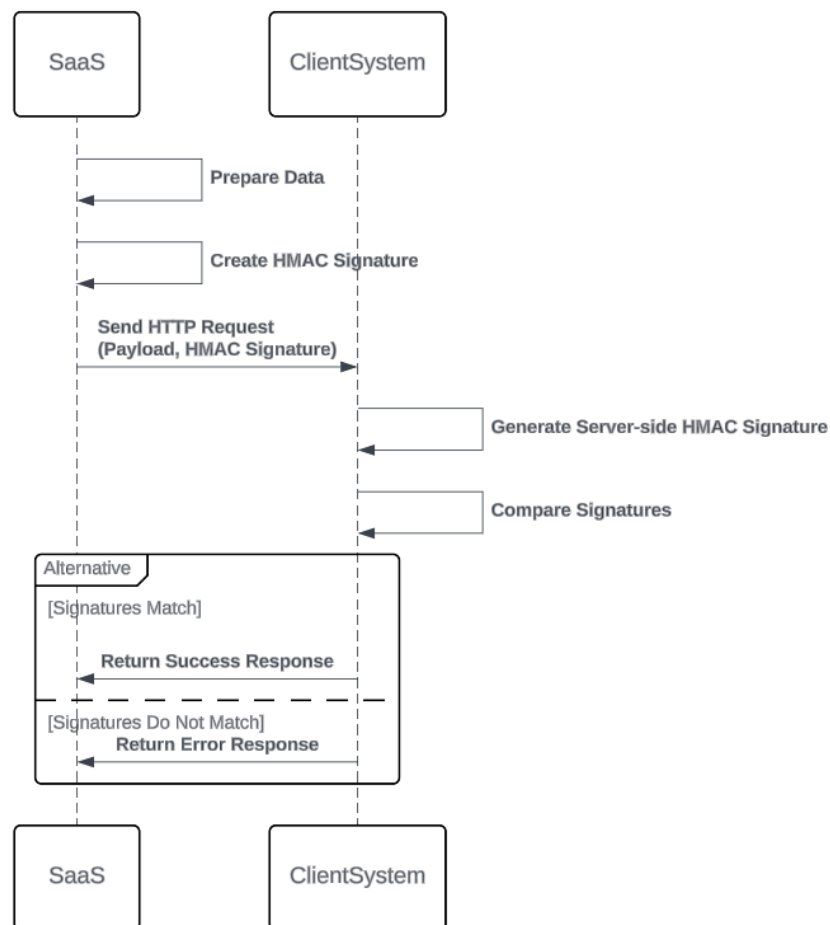 SaaS
ClientSystem
Prepare Data
Create HMAC Signature
Send HTTP Request
(Payload, HMAC Signature)
Generate Server-side HMAC Signature
Compare Signatures
Alternative
[Signatures Match]
Return Success Response
[Signatures Do Not Match]
Return Error Response
SaaS
ClientSystem